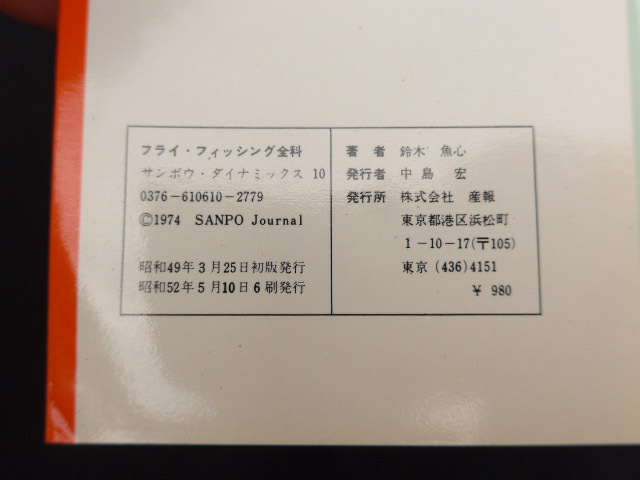 フライ・フィッシング全科
サンポウ・ダイナミックス 10
0376-610610-2779
©1974 SANPO Journal
昭和49年3月25日初版発行
昭和52年5月10日6刷発行
著者 鈴木 魚心
発行者 中島 宏
発行所 株式会社 産報
東京都港区浜松町
1-10-17(〒105)
東京 (436) 4151
¥ 980